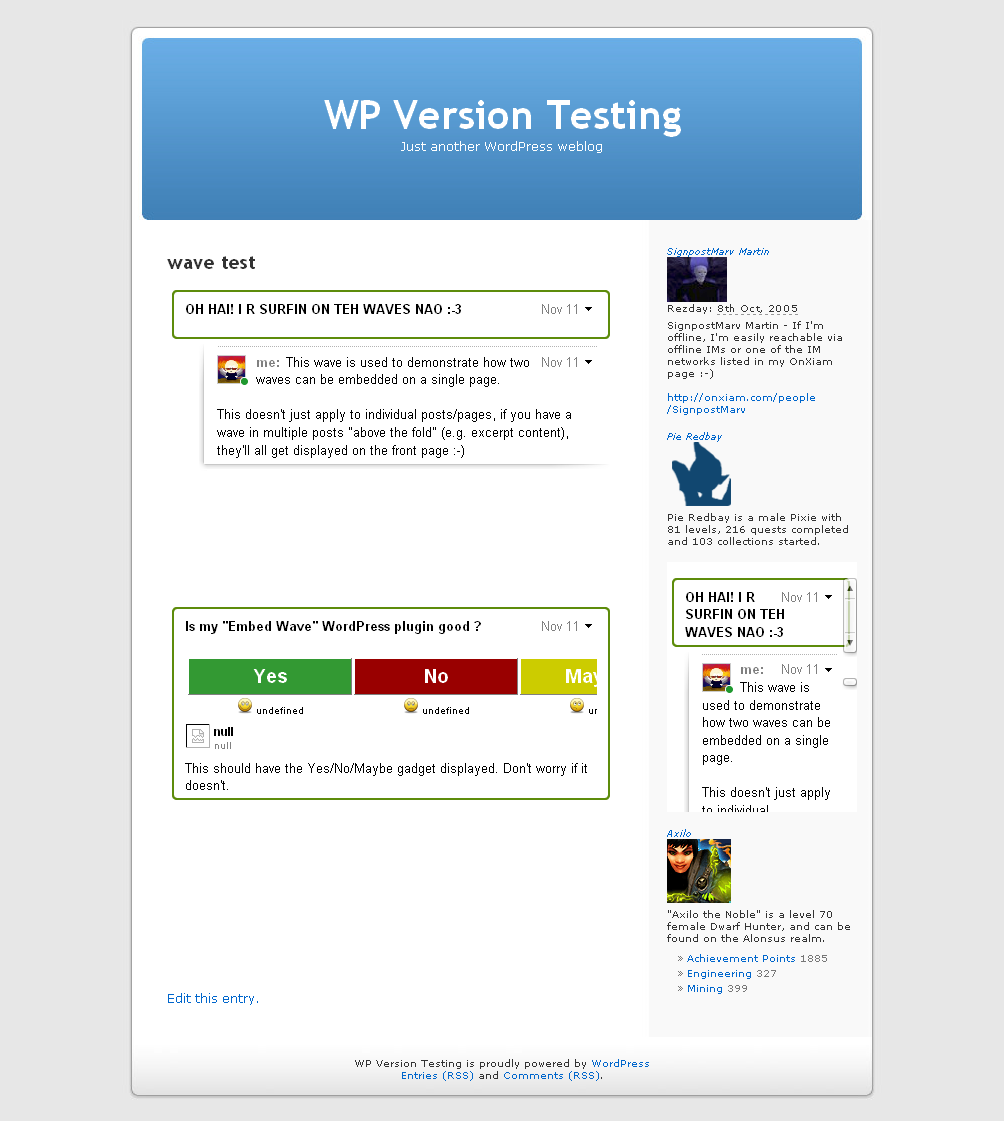 WP Version Testing
Just another WordPress weblog
wave test
OH HAI! I R SURFIN ON TEH WAVES NAO :-3 Nov 11
me: This wave is used to demonstrate how two Nov 11
waves can be embedded on a single page.
This doesn't just apply to individual posts/pages, if you have a
wave in multiple posts "above the fold" (e.g. excerpt content),
they'll all get displayed on the front page :-)
Is my "Embed Wave" WordPress plugin good ? Nov 11
Yes No May
undefined undefined ur
null
null
This should have the Yes/No/Maybe gadget displayed. Don't worry if it
doesn't.
Edit this entry.
SignpostMarv Martin
Rezday: 8th Oct, 2005
SignpostMarv Martin - If I'm
offline, I'm easily reachable via
offline IMs or one of the IM
networks listed in my OnXiam
page :-)
http://onxiam.com/people
/SignpostMarv
Pie Redbay
Pie Redbay is a male Pixie with
81 levels, 216 quests completed
and 103 collections started.
OH HAI! I R Nov 11
SURFIN ON TEH
WAVES NAO :-3
me: Nov 11
This wave is
used to demonstrate
how two waves can be
embedded on a single
page.
This doesn't just apply
to individual
Axilo
"Axilo the Noble" is a level 70
female Dwarf Hunter, and can be
found on the Alonsus realm.
» Achievement Points 1885
» Engineering 327
» Mining 399
WP Version Testing is proudly powered by WordPress
Entries (RSS) and Comments (RSS).